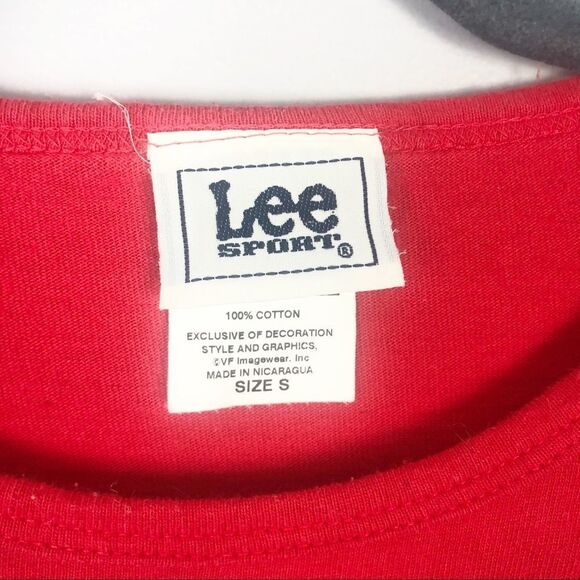 Lee
SPORT®
100% COTTON
EXCLUSIVE OF DECORATION
STYLE AND GRAPHICS,
©VF Imagewear. Inc
MADE IN NICARAGUA
SIZE S